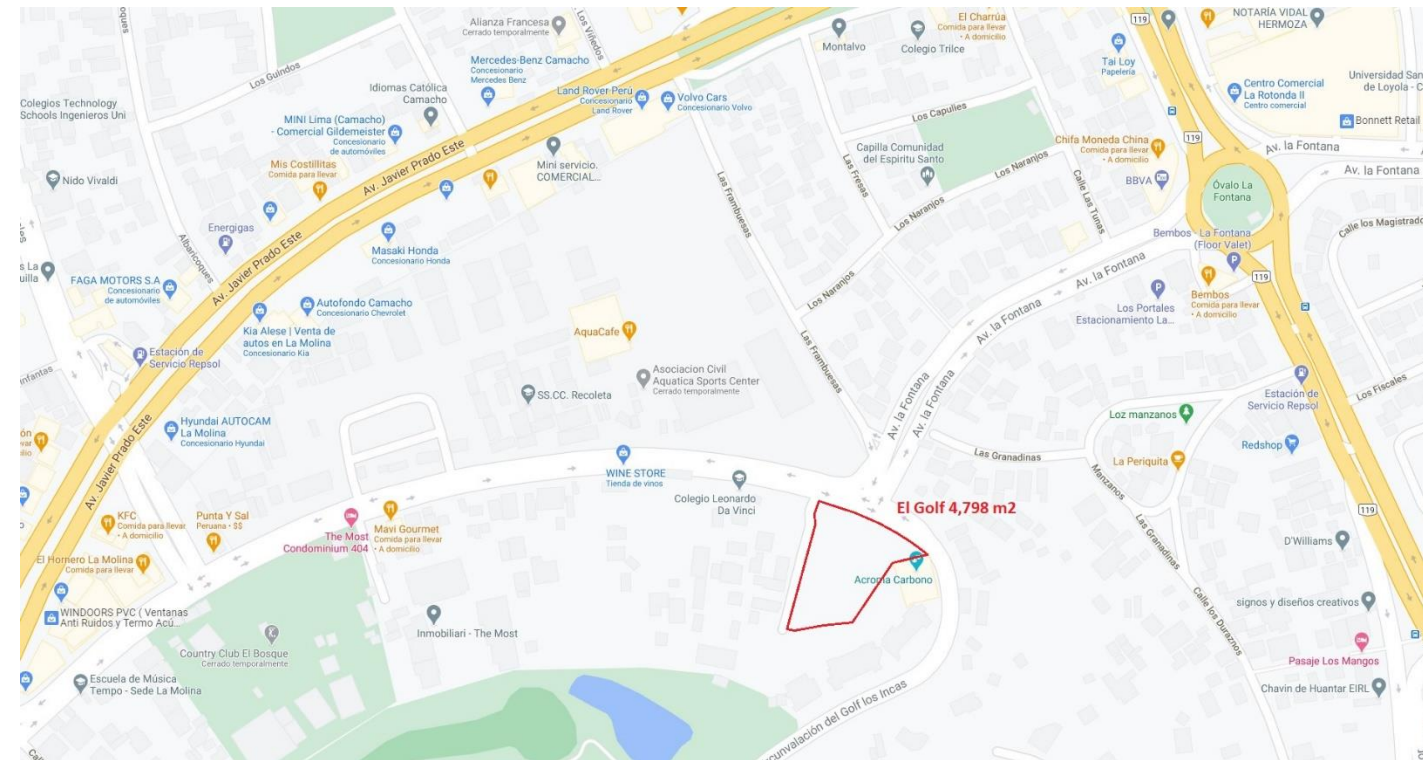 Alianza Francesa
Cerrado temporalmente
Los Viñedos
El Charrúa
Comida para llevar
• A domicilio
119
NOTARÍA VIDAL
HERMOZA
Montalvo
Colegio Trilce
Tai Loy
Papelería
Mercedes-Benz Camacho
Concesionario
Mercedes Benz
Los Guindos
Idiomas Católica
Camacho
Land Rover Perú
Concesionario
Land Rover
Volvo Cars
Concesionario Volvo
Centro Comercial
La Rotonda II
Centro comercial
Universidad San
de Loyola - C
Colegios Technology
Schools Ingenieros Uni
MINI Lima (Camacho)
- Comercial Gildemeister
Concesionario
de automóviles
Los Capulíes
Bonnett Retail
Mis Costillitas
Comida para llevar
Av. Javier Prado Este
Mini servicio.
COMERCIAL...
Capilla Comunidad
del Espiritu Santo
Chifa Moneda China
Comida para llevar
• A domicilio
119
Av. la Fontana
Av. la Fontana
Nido Vivaldi
Las Frambuesas
Las Fresas
Los Naranjos
Calle Las Tunas
BBVA
Óvalo La
Fontana
Energigas
Albaricoques
Masaki Honda
Concesionario Honda
Los Naranjos
Bembos
La Fontana
(Floor Valet)
Calle los Magistrado
FAGA MOTORS S.A
Concesionario
de automóviles
Av. Javier Prado Este
Autofondo Camacho
Concesionario Chevrolet
Los Naranjos
Av. la Fontana
119
Los Portales
Estacionamiento La...
Bembos
Comida para llevar
• A domicilio
Kia Alese | Venta de
autos en La Molina
Concesionario Kia
AquaCafe
Av. la Fontana
Estación de
Servicio Repsol
Las Frambuesas
Asociacion Civil
Aquatica Sports Center
Cerrado temporalmente
SS.CC. Recoleta
Av. la Fontana
Av. la Fontana
Estación de
Servicio Repsol
Los Fiscales
Hyundai AUTOCAM
La Molina
Concesionario Hyundai
Loz manzanos
Redshop
Av. Javier Prado Este
WINE STORE
Tienda de vinos
Las Granadinas
Manzanos
La Periquita
Colegio Leonardo
Da Vinci
El Golf 4,798 m2
119
KFC
Comida para llevar
• A domicilio
Punta Y Sal
Peruana • $$
The Most
Condominium 404
Mavi Gourmet
Comida para llevar
• A domicilio
Las Granadinas
D'Williams
El Hornero La Molina
Comida para llevar
Acropia Carbono
Calle los Duraznos
signos y diseños creativos
WINDOORS PVC ( Ventanas
Anti Ruidos y Termo Acú...
Inmobiliari - The Most
Country Club El Bosque
Cerrado temporalmente
Pasaje Los Mangos
Escuela de Música
Tempo - Sede La Molina
cunvalación del Golf los Incas
Chavin de Huantar EIRL